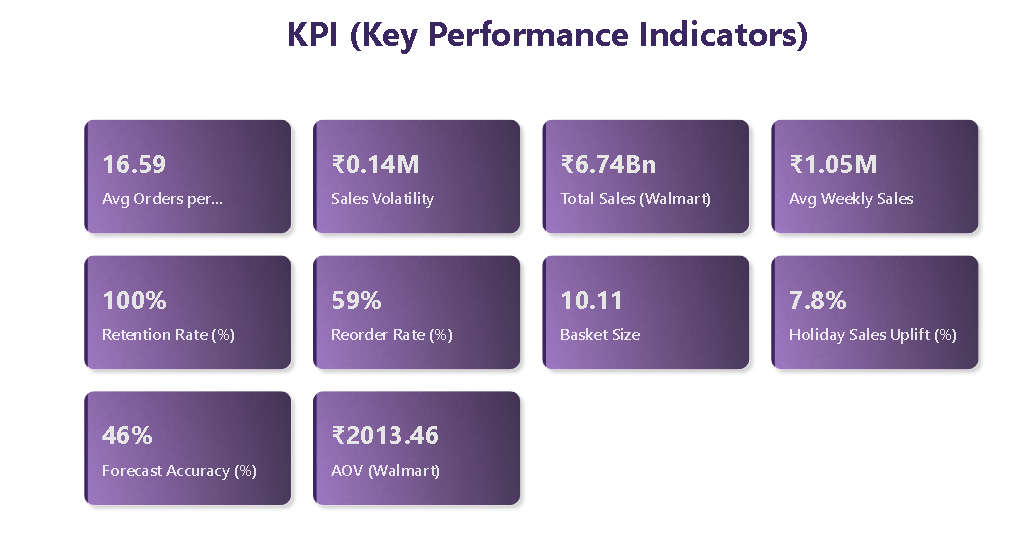 KPI (Key Performance Indicators)
16.59
Avg Orders per...
₹0.14M
Sales Volatility
₹6.74Bn
Total Sales (Walmart)
₹1.05M
Avg Weekly Sales
100%
Retention Rate (%)
59%
Reorder Rate (%)
10.11
Basket Size
7.8%
Holiday Sales Uplift (%)
46%
Forecast Accuracy (%)
₹2013.46
AOV (Walmart)